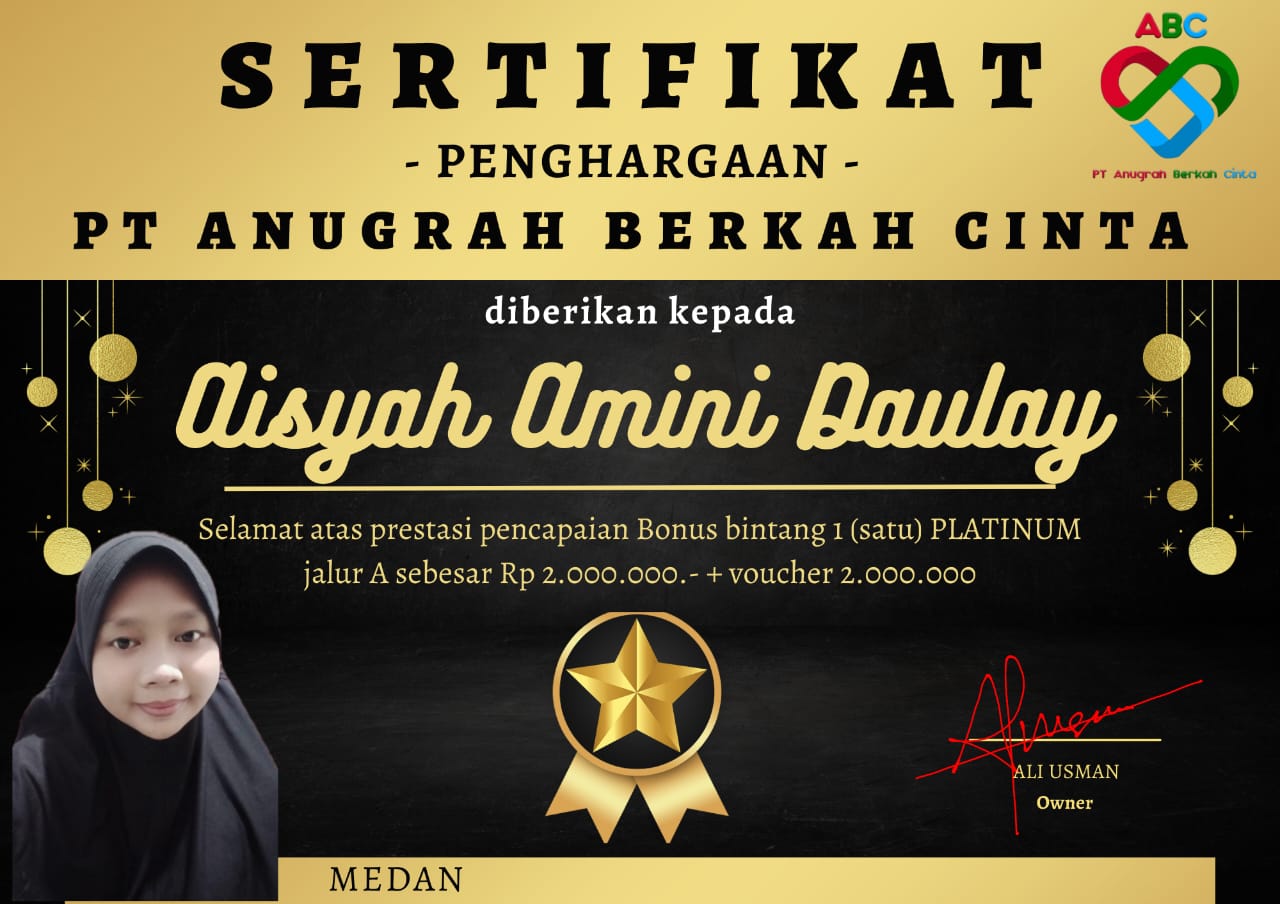 SERTIFIKAT
- PENGHARGAAN -
PT ANUGRAH BERKAH CINTA
ABC
PT Anugrah Berkah Cinta
diberikan kepada
Aisyah Amini Daulay
Selamat atas prestasi pencapaian Bonus bintang 1 (satu) PLATINUM
jalur A sebesar Rp 2.000.000.- + voucher 2.000.000
ALI USMAN
Owner
MEDAN